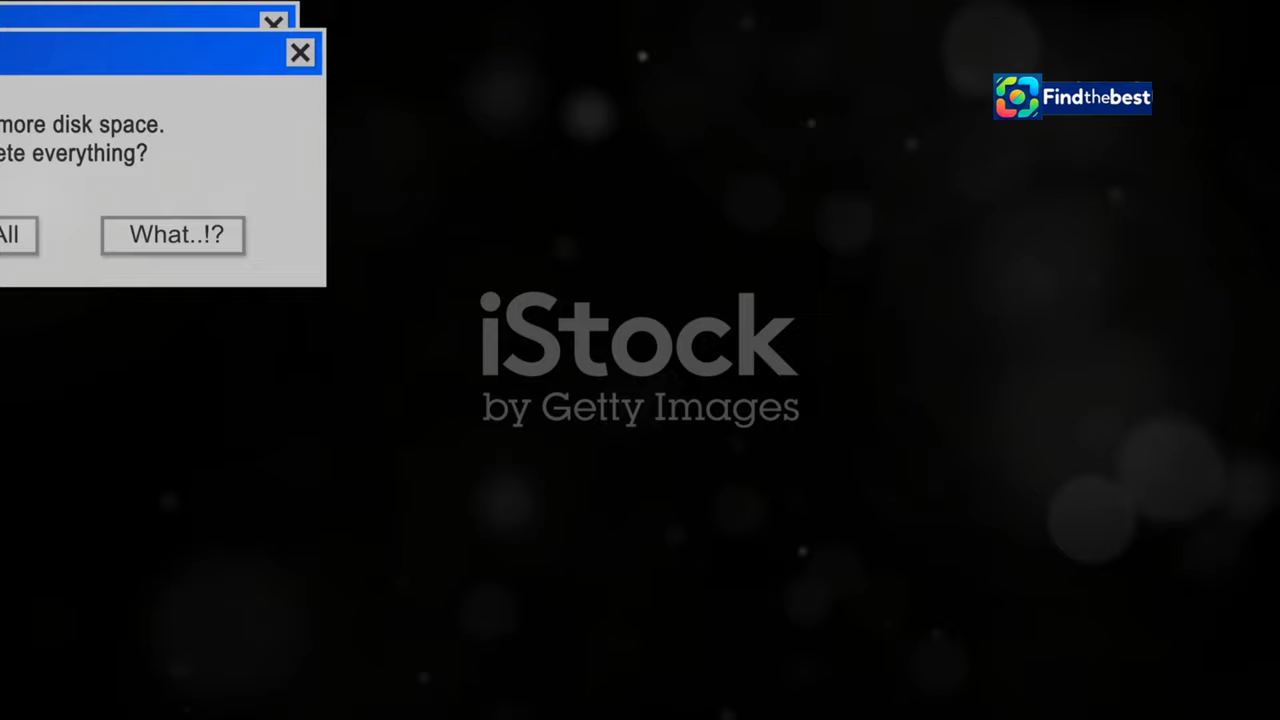 more disk space.
ete everything?
All
What..!?
Findthebest
iStock
by Getty Images